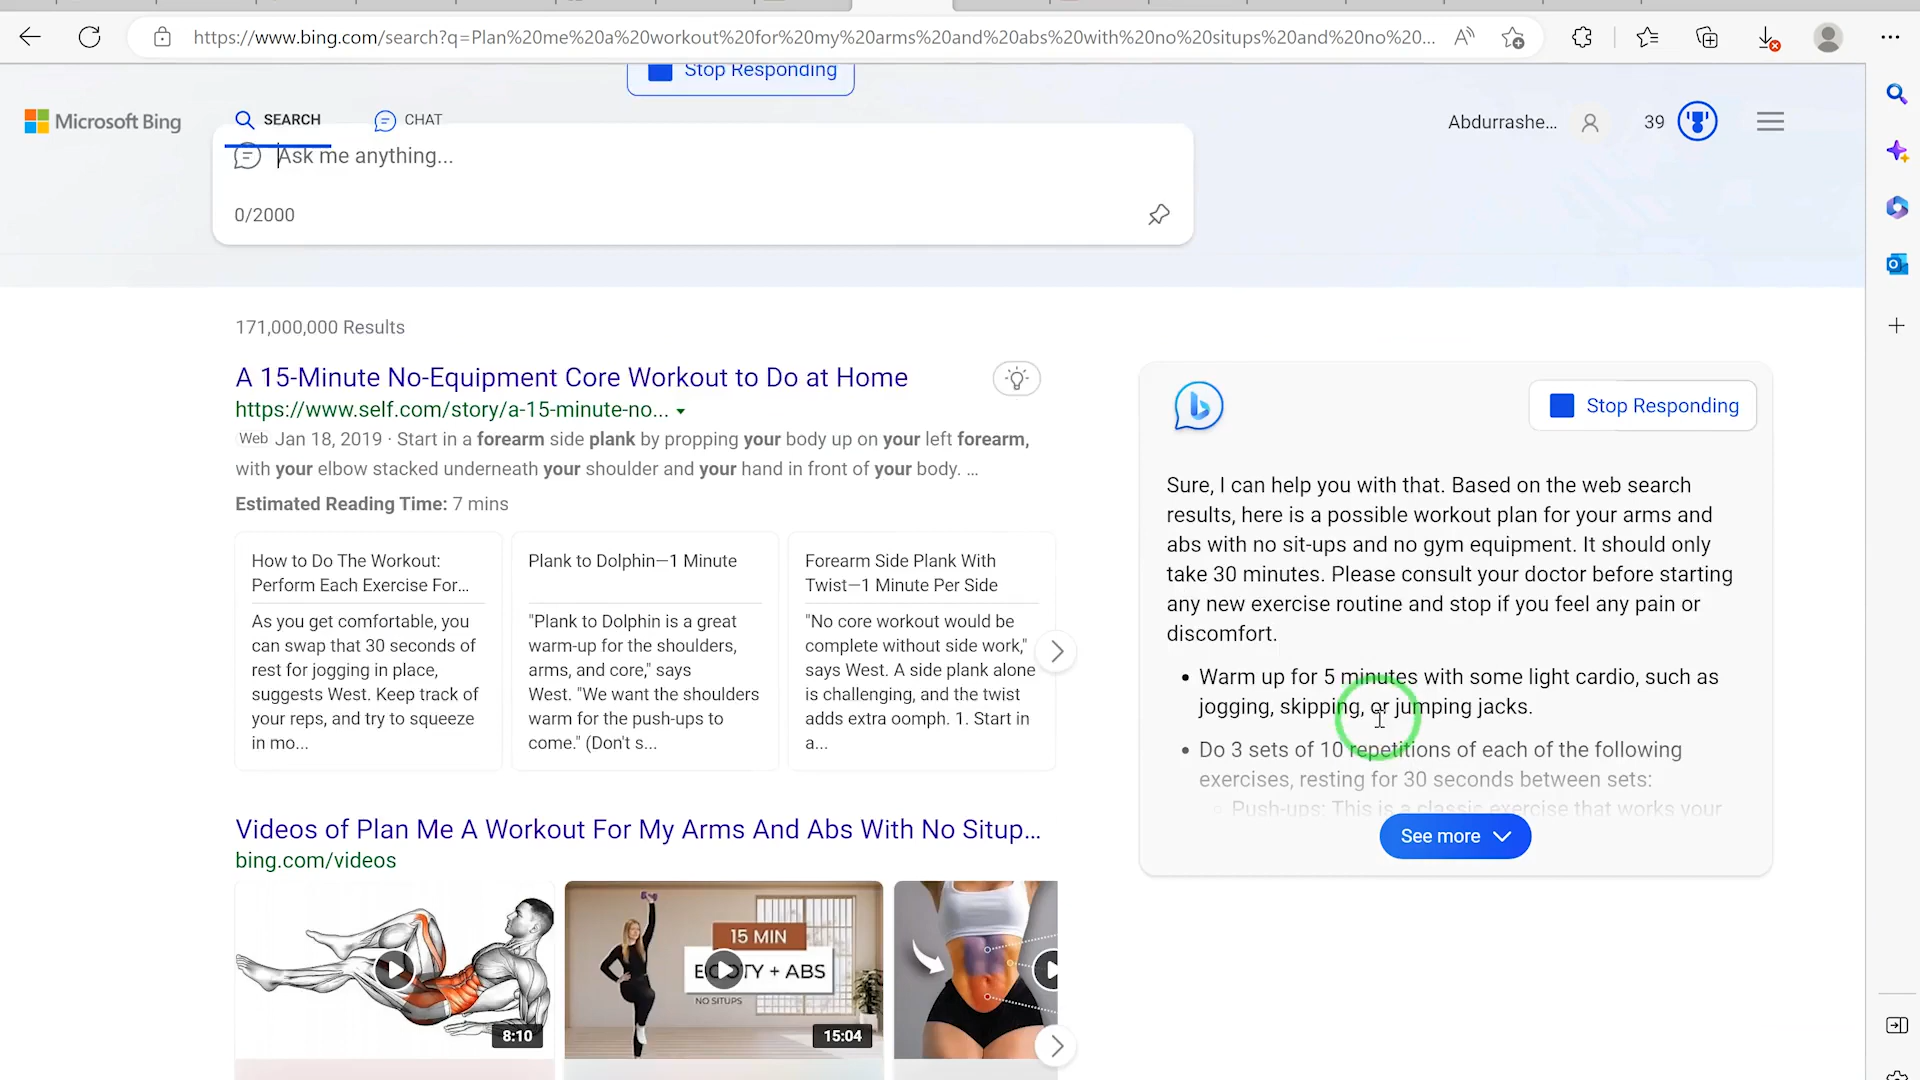 https://www.bing.com/search?q=Plan%20me%20a%20workout%20for%20my%20arms%20and%20abs%20with%20no%20situps%20and%20no%20...
Stop Responding
Microsoft Bing
SEARCH
CHAT
Abdurrashe...
39
Ask me anything...
0/2000
171,000,000 Results
A 15-Minute No-Equipment Core Workout to Do at Home
https://www.self.com/story/a-15-minute-no...
Web Jan 18, 2019 · Start in a forearm side plank by propping your body up on your left forearm,
with your elbow stacked underneath your shoulder and your hand in front of your body. ...
Estimated Reading Time: 7 mins
How to Do The Workout:
Perform Each Exercise For...
As you get comfortable, you
can swap that 30 seconds of
rest for jogging in place,
suggests West. Keep track of
your reps, and try to squeeze
in mo...
Plank to Dolphin—1 Minute
"Plank to Dolphin is a great
warm-up for the shoulders,
arms, and core," says
West. "We want the shoulders
warm for the push-ups to
come." (Don't s...
Forearm Side Plank With
Twist—1 Minute Per Side
"No core workout would be
complete without side work,"
says West. A side plank alone
is challenging, and the twist
adds extra oomph. 1. Start in
a...
Videos of Plan Me A Workout For My Arms And Abs With No Situp...
bing.com/videos
8:10
15 MIN
BOOTY + ABS
NO SITUPS
15:04
Stop Responding
Sure, I can help you with that. Based on the web search
results, here is a possible workout plan for your arms and
abs with no sit-ups and no gym equipment. It should only
take 30 minutes. Please consult your doctor before starting
any new exercise routine and stop if you feel any pain or
discomfort.
• Warm up for 5 minutes with some light cardio, such as
jogging, skipping, or jumping jacks.
• Do 3 sets of 10 repetitions of each of the following
exercises, resting for 30 seconds between sets:
Push-ups: This is a classic exercise that works your
See more